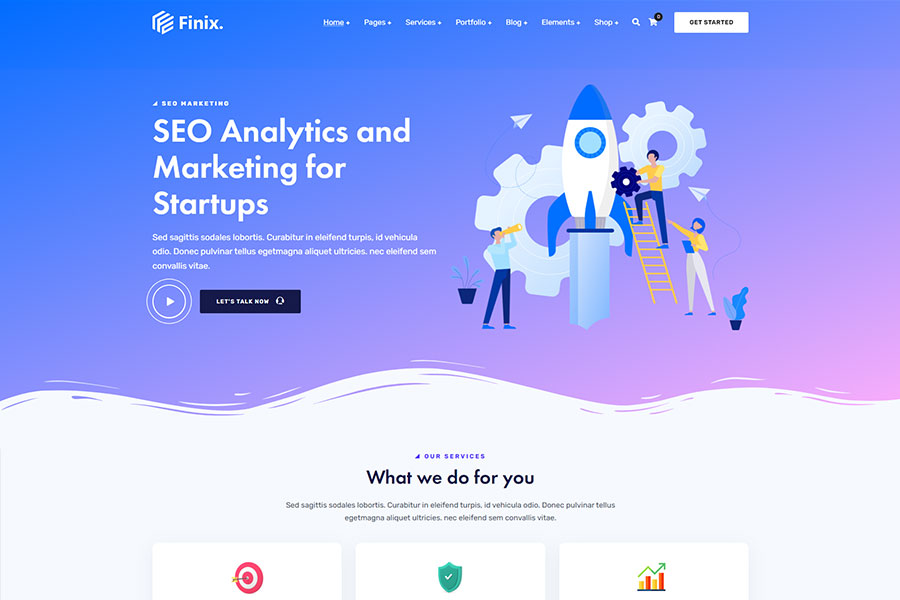 Finix.
Home + Pages + Services + Portfolio + Blog + Elements + Shop + 0 GET STARTED
SEO MARKETING
SEO Analytics and
Marketing for
Startups
Sed sagittis sodales lobortis. Curabitur in eleifend turpis, id vehicula
odio. Donec pulvinar tellus egetmagna aliquet ultricies. nec eleifend sem
convallis vitae.
LET'S TALK NOW
OUR SERVICES
What we do for you
Sed sagittis sodales lobortis. Curabitur in eleifend turpis, id vehicula odio. Donec pulvinar tellus
egetmagna aliquet ultricies. nec eleifend sem convallis vitae.